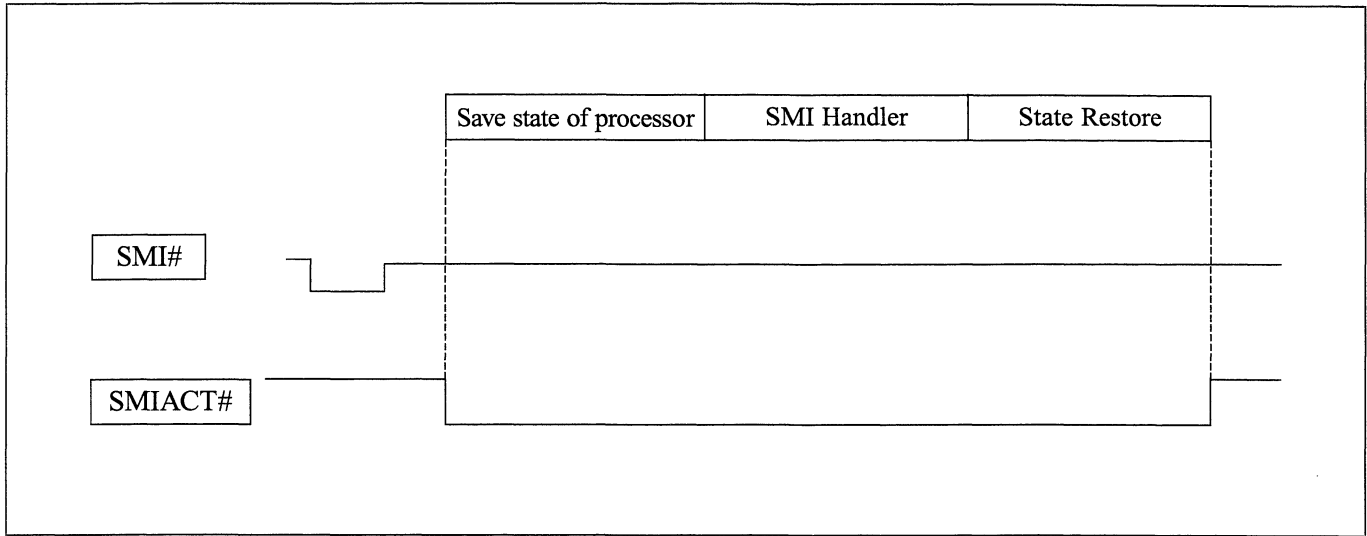 Save state of processor SMI Handler State Restore
SMI#
SMIACT#